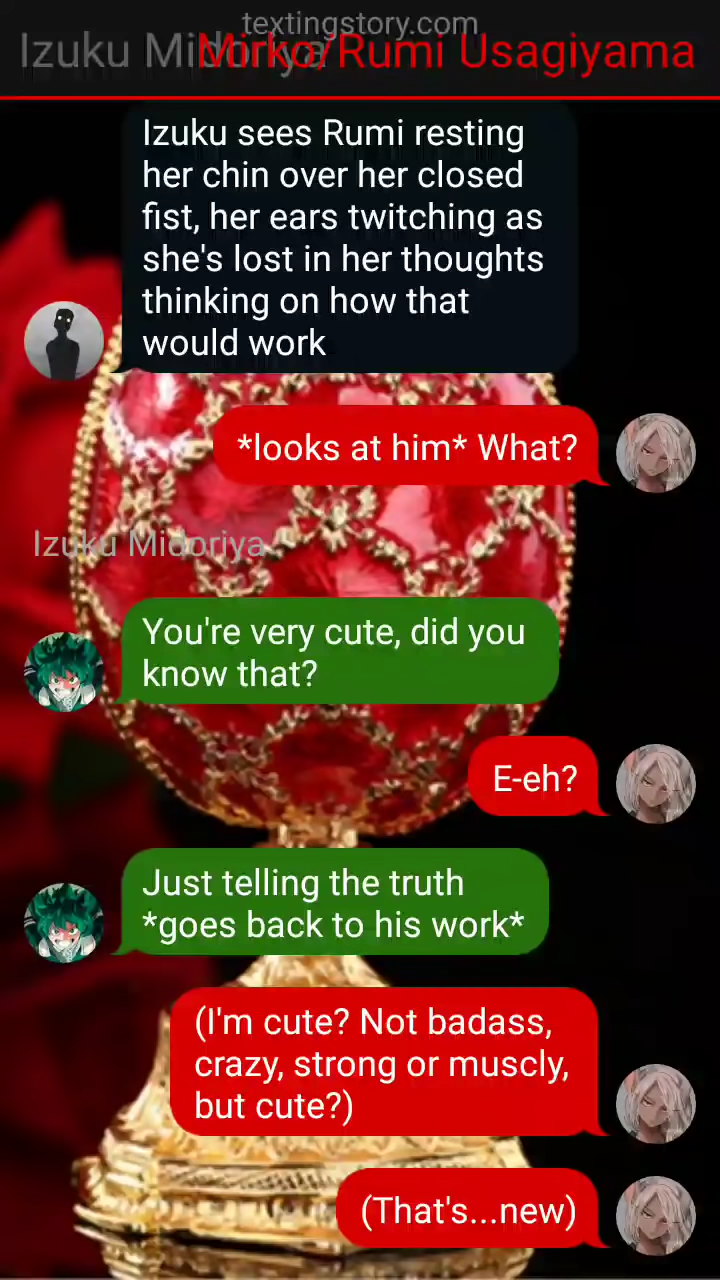 textingstory.com
Izuku Midoriya
Mirko/Rumi Usagiyama
Izuku sees Rumi resting
her chin over her closed
fist, her ears twitching as
she's lost in her thoughts
thinking on how that
would work
*looks at him* What?
Izuku Midoriya
You're very cute, did you
know that?
E-eh?
Just telling the truth
*goes back to his work*
(I'm cute? Not badass,
crazy, strong or muscly,
but cute?)
(That's...new)